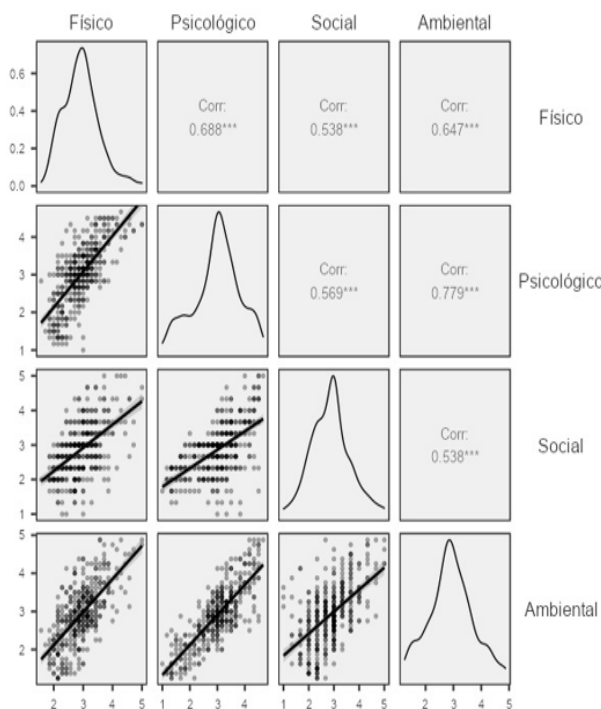 Físico Psicológico Social Ambiental
0.6
0.4
0.2
0.0
Corr:
0.688***
Corr:
0.538***
Corr:
0.647***
Físico
4
3
2
1
Corr:
0.569***
Corr:
0.779***
Psicológico
5
4
3
2
1
Corr:
0.538***
Social
5
4
3
2
Ambiental
2 3 4 5 1 2 3 4 1 2 3 4 5 2 3 4 5